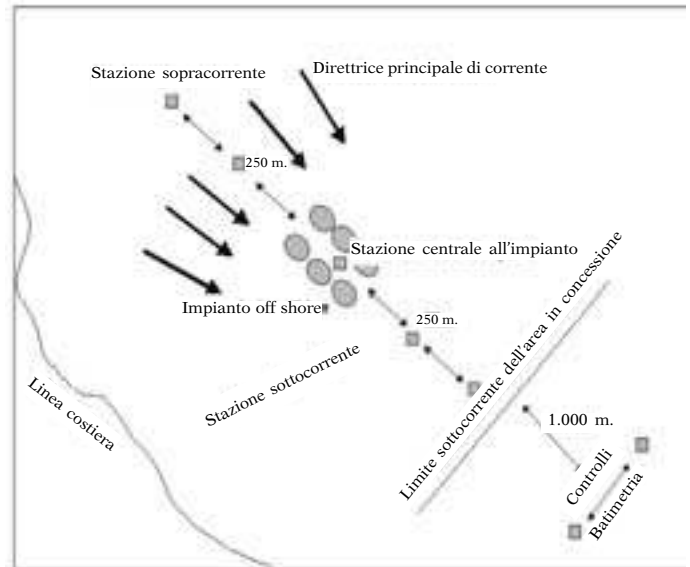 Direttrice principale di corrente
Stazione sopracorrente
250 m.
Stazione centrale all'impianto
Impianto off shore
250 m.
Stazione sottocorrente
Limite sottocorrente dell'area in concessione
Linea costiera
1.000 m.
Controlli
Batimetria